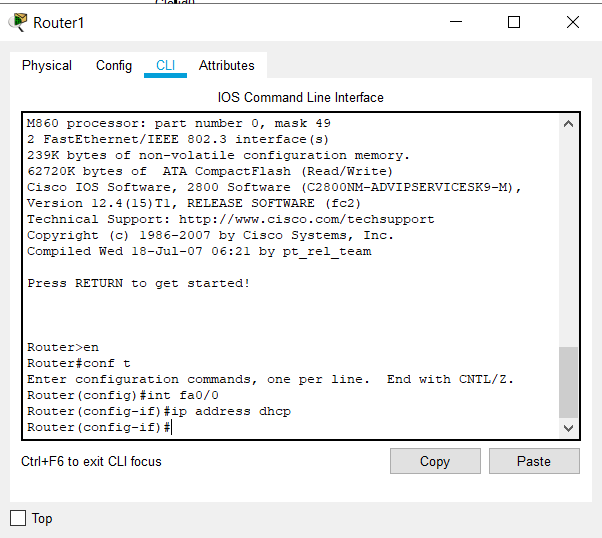 Router1
Physical Config CLI Attributes
IOS Command Line Interface
M860 processor: part number 0, mask 49
2 FastEthernet/IEEE 802.3 interface(s)
239K bytes of non-volatile configuration memory.
62720K bytes of  ATA CompactFlash (Read/Write)
Cisco IOS Software, 2800 Software (C2800NM-ADVIPSERVICESK9-M),
Version 12.4(15)T1, RELEASE SOFTWARE (fc2)
Technical Support: http://www.cisco.com/techsupport
Copyright (c) 1986-2007 by Cisco Systems, Inc.
Compiled Wed 18-Jul-07 06:21 by pt_rel_team
Press RETURN to get started!
Router>en
Router#conf t
Enter configuration commands, one per line.  End with CNTL/Z.
Router(config)#int fa0/0
Router(config-if)#ip address dhcp
Router(config-if)#
Ctrl+F6 to exit CLI focus
Copy Paste
Top